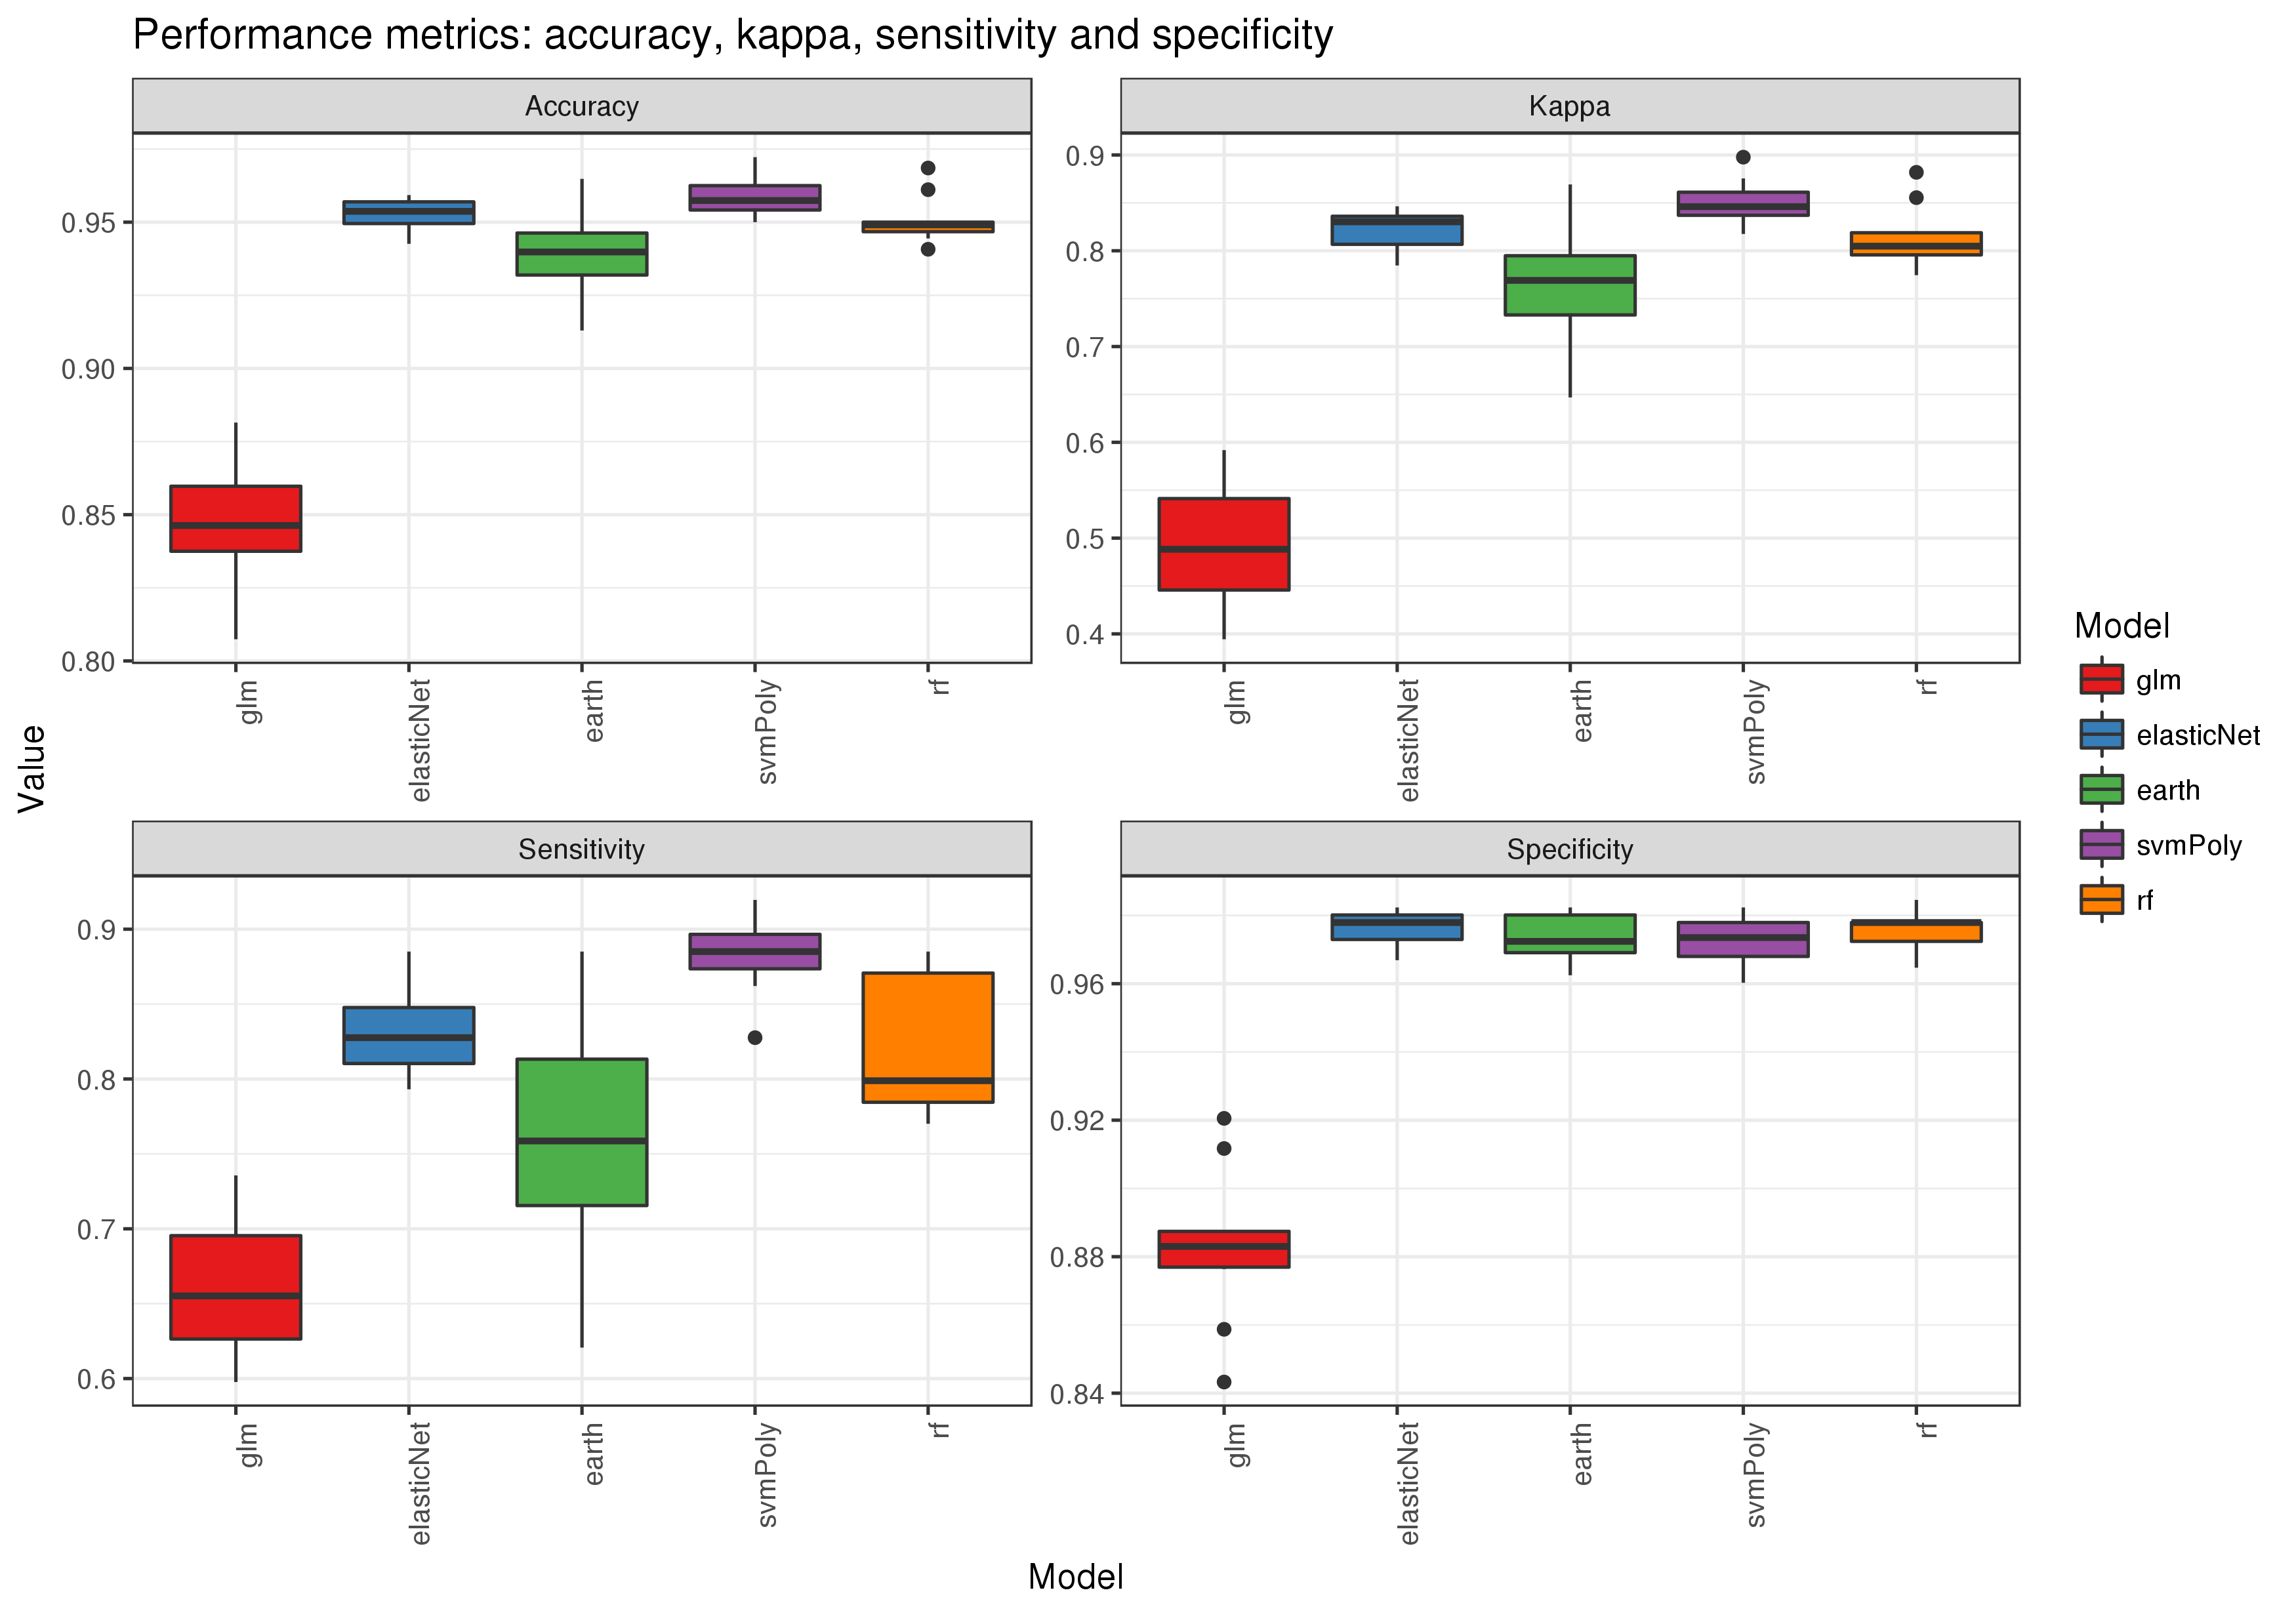 Performance metrics: accuracy, kappa, sensitivity and specificity
Accuracy
0.95
0.90
0.85
0.80
glm
elasticNet
earth
svmPoly
rf
Kappa
0.9
0.8
0.7
0.6
0.5
0.4
glm
elasticNet
earth
svmPoly
rf
Value
Sensitivity
0.9
0.8
0.7
0.6
glm
elasticNet
earth
svmPoly
rf
Specificity
0.96
0.92
0.88
0.84
glm
elasticNet
earth
svmPoly
rf
Model
Model
glm
elasticNet
earth
svmPoly
rf